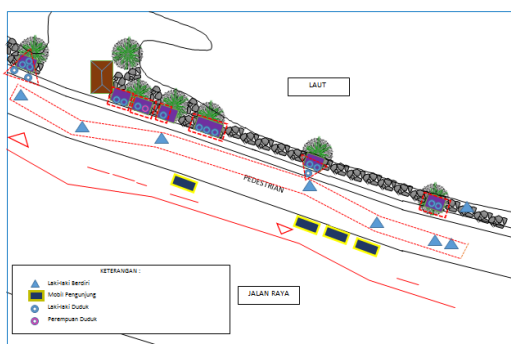 LAUT
PEDESTRIAN
JALAN RAYA
KETERANGAN :
Laki-laki Berdiri
Mobil Pengunjung
Laki-laki Duduk
Perempuan Duduk